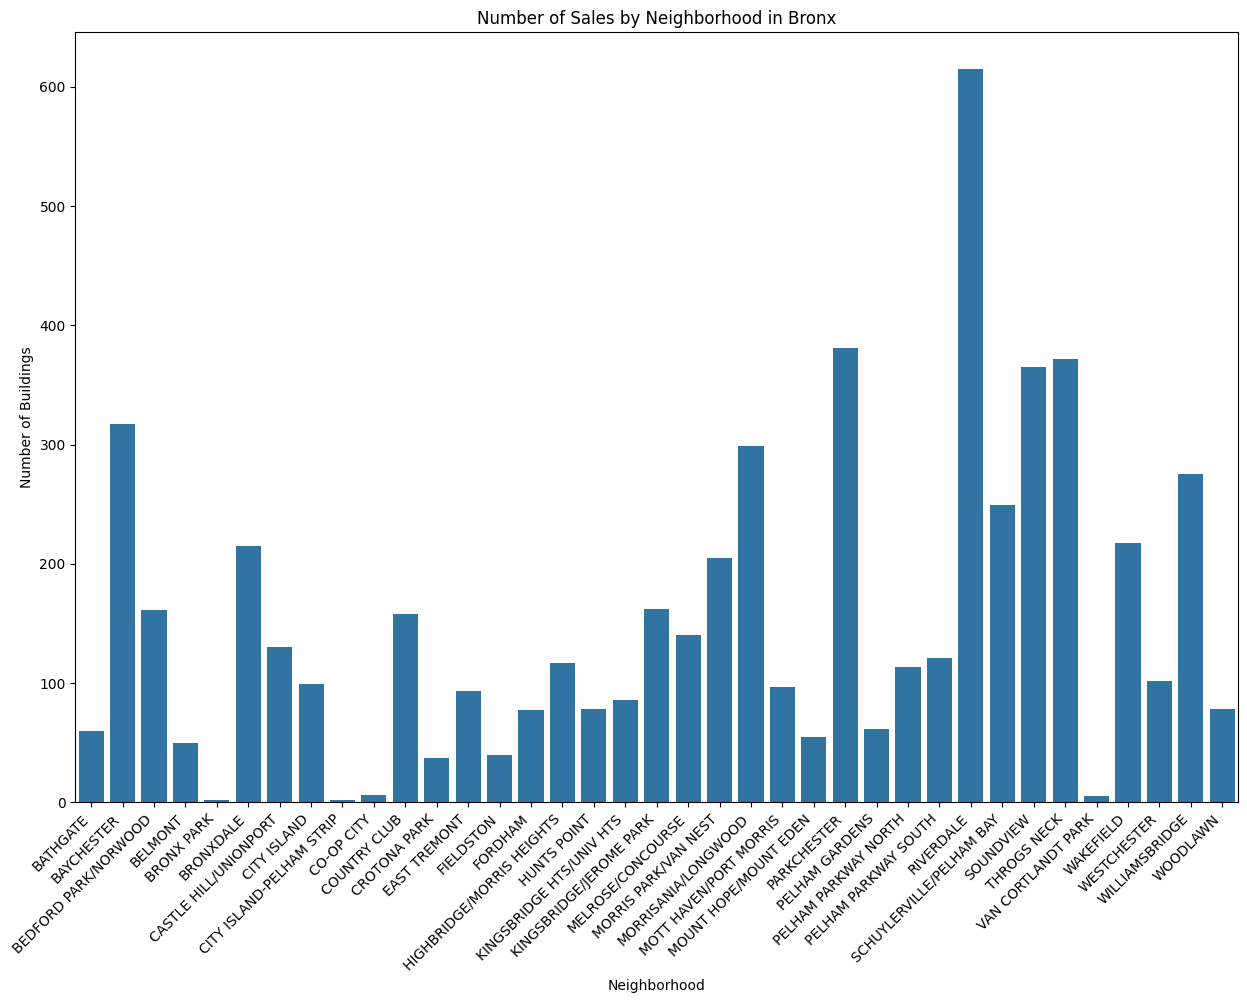 Number of Sales by Neighborhood in Bronx
Number of Buildings
600
500
400
300
200
100
0
BATHGATE
BAYCHESTER
BEDFORD PARK/NORWOOD
BELMONT
BRONX PARK
BRONXDALE
CASTLE HILL/UNIONPORT
CITY ISLAND
CITY ISLAND-PELHAM STRIP
CO-OP CITY
COUNTRY CLUB
CROTONA PARK
EAST TREMONT
FIELDSTON
FORDHAM
HIGHBRIDGE/MORRIS HEIGHTS
HUNTS POINT
KINGSBRIDGE HTS/UNIV HTS
KINGSBRIDGE/JEROME PARK
MELROSE/CONCOURSE
MORRIS PARK/VAN NEST
MORRISANIA/LONGWOOD
MOTT HAVEN/PORT MORRIS
MOUNT HOPE/MOUNT EDEN
PARKCHESTER
PELHAM GARDENS
PELHAM PARKWAY NORTH
PELHAM PARKWAY SOUTH
RIVERDALE
SCHUYLERVILLE/PELHAM BAY
SOUNDVIEW
THROGS NECK
VAN CORTLANDT PARK
WAKEFIELD
WESTCHESTER
WILLIAMSBRIDGE
WOODLAWN
Neighborhood